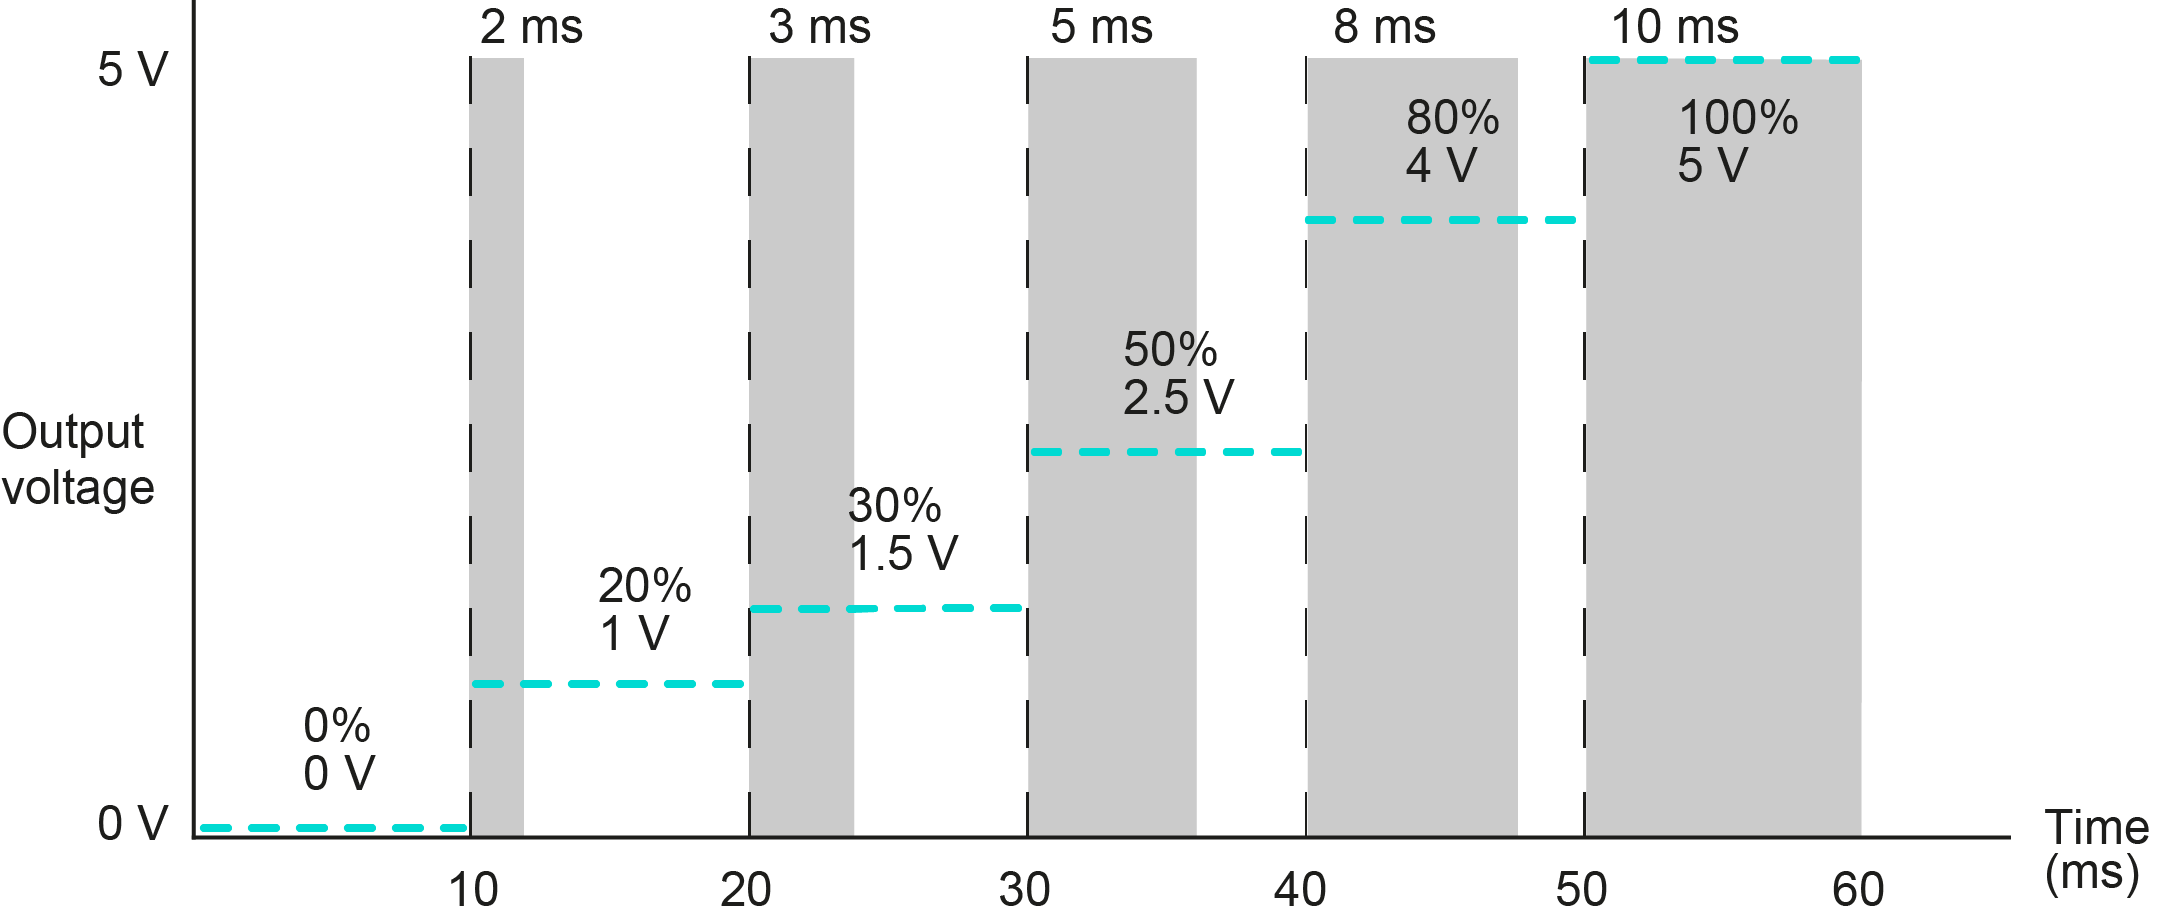 2 ms
3 ms
5 ms
8 ms
10 ms
5 V
80%
4 V
100%
5 V
50%
2.5 V
Output
voltage
30%
1.5 V
20%
1 V
0%
0 V
0 V
Time
(ms)
10
20
30
40
50
60